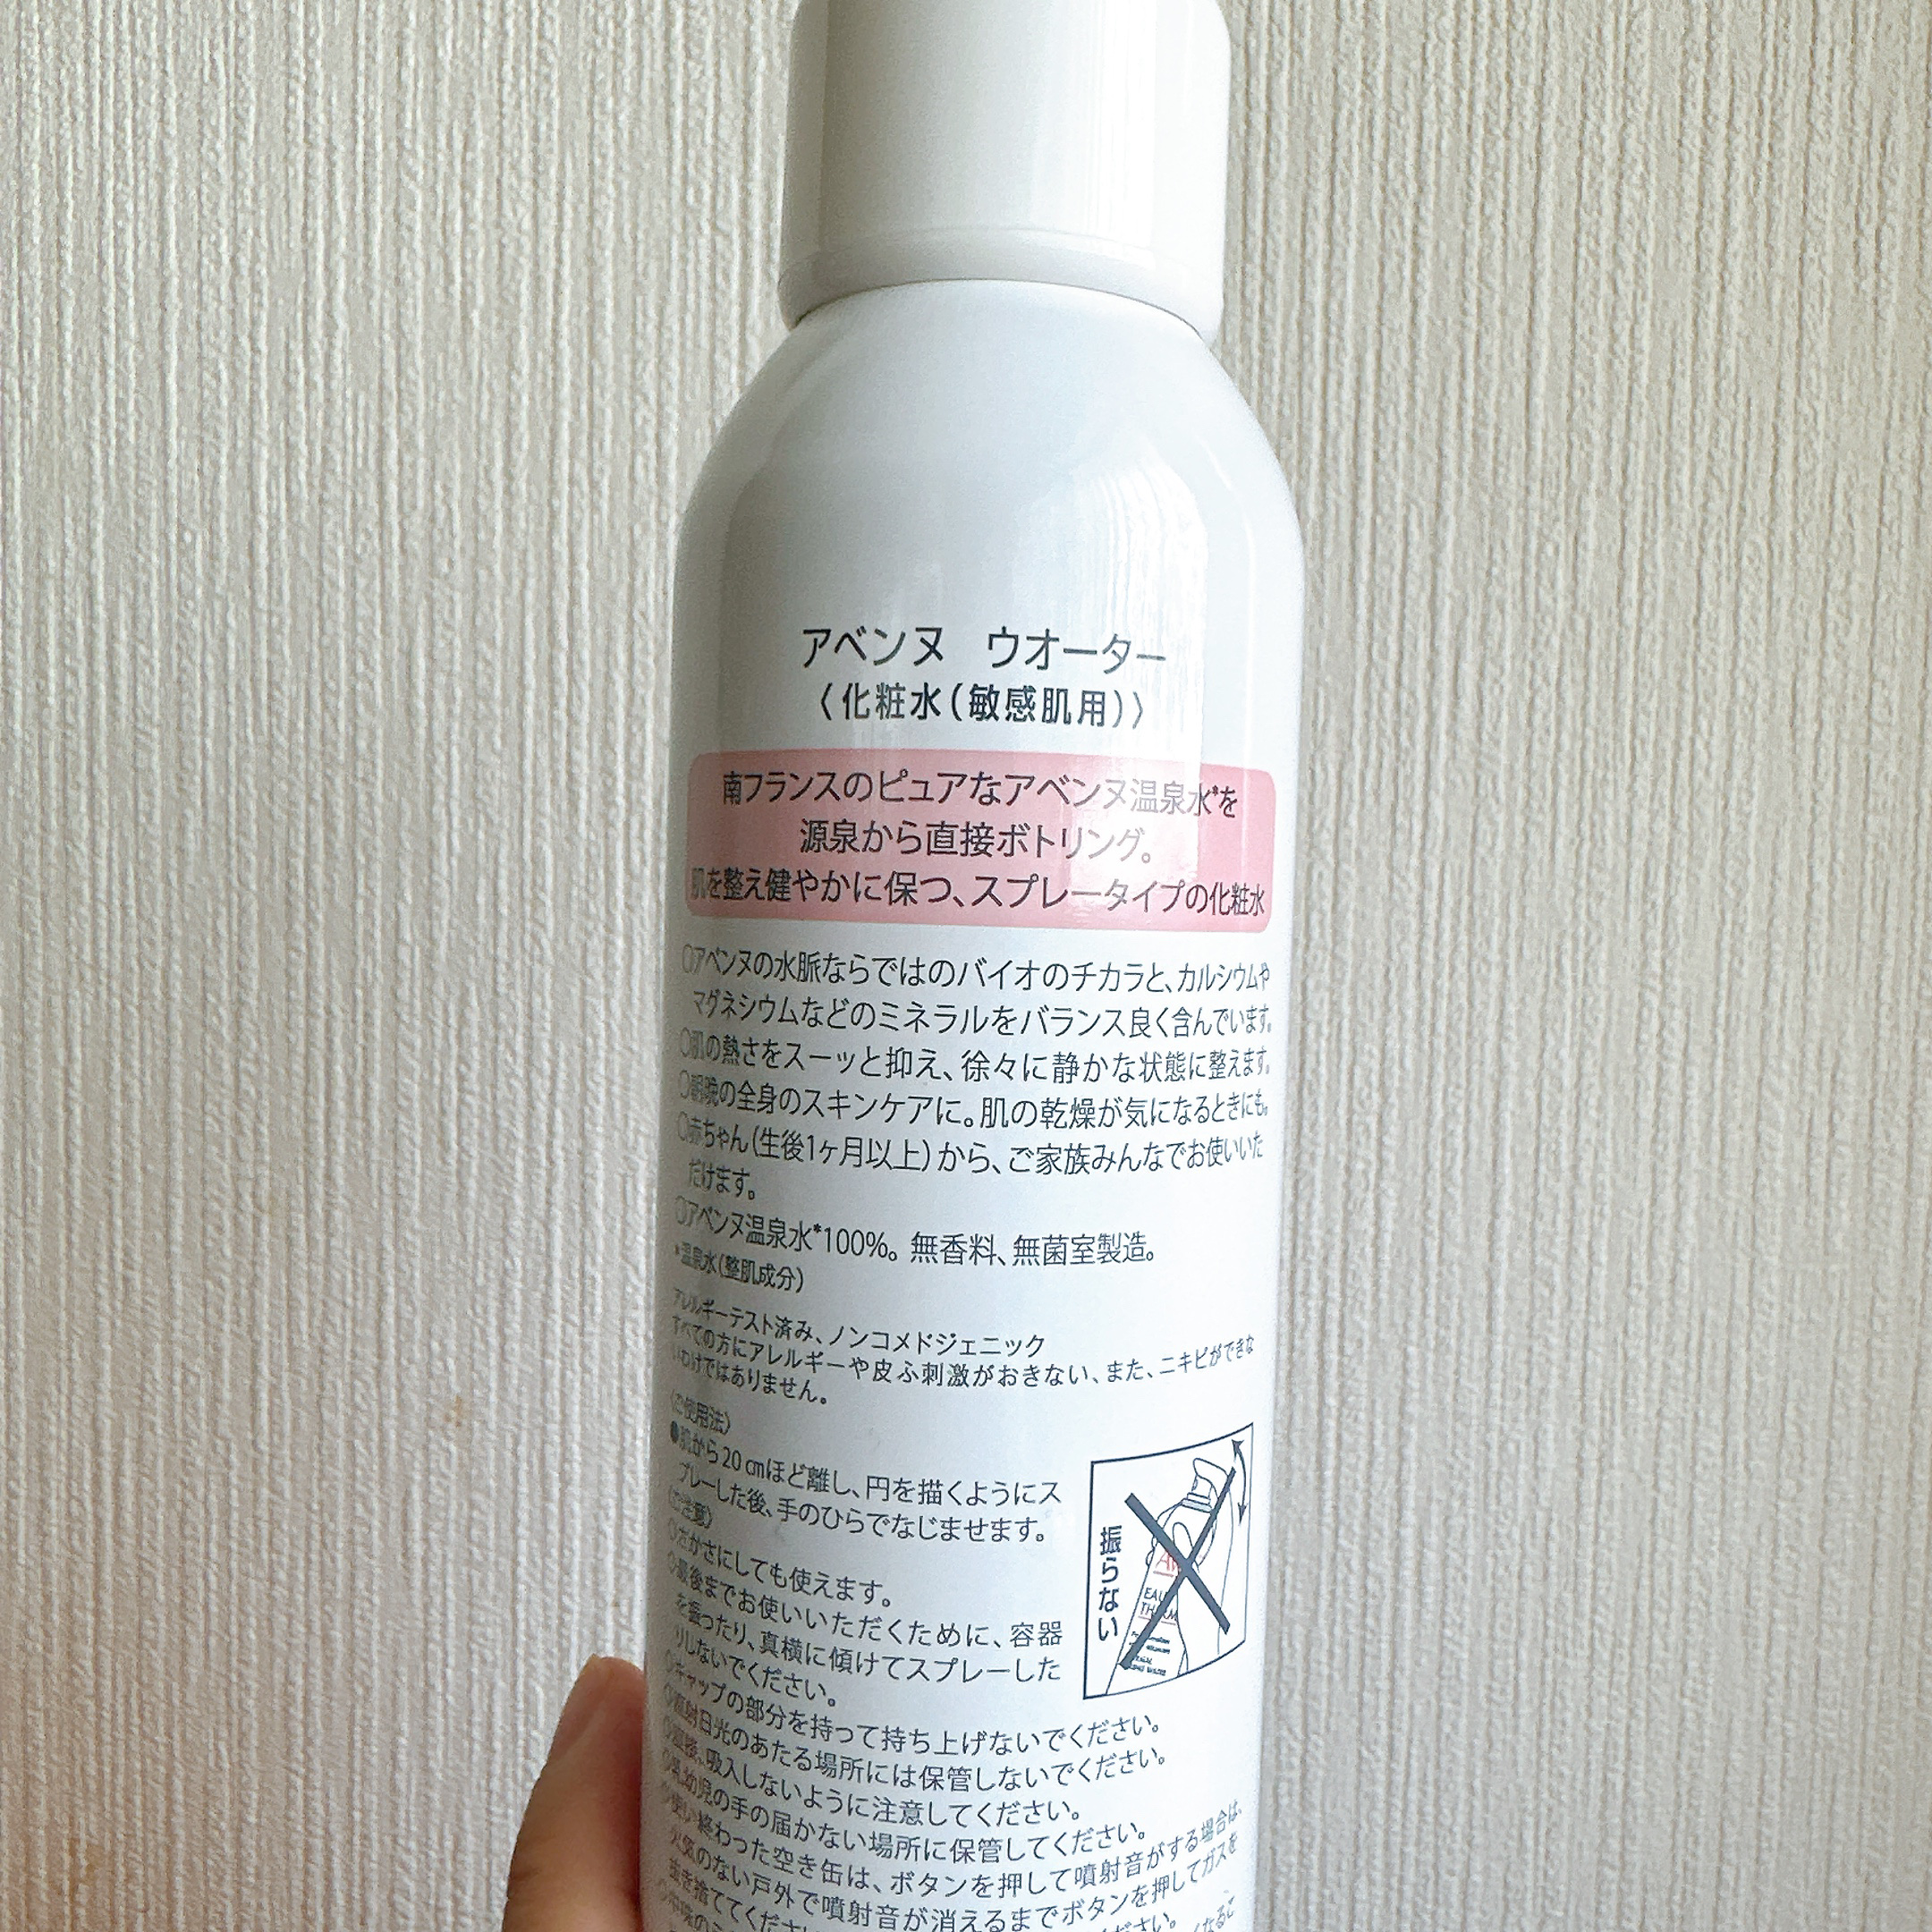 アベンヌ　ウオーター
〈化粧水(敏感肌用)〉
南フランスのピュアなアベンヌ温泉水*を
源泉から直接ボトリング。
肌を整え健やかに保つ、スプレータイプの化粧水
○アベンヌの水脈ならではのバイオのチカラと、カルシウムや
マグネシウムなどのミネラルをバランス良く含んでいます。
○肌の熱さをスーッと抑え、徐々に静かな状態に整えます。
○朝晩の全身のスキンケアに。肌の乾燥が気になるときにも。
○赤ちゃん(生後1ヶ月以上)から、ご家族みんなでお使いいた
だけます。
○アベンヌ温泉水*100%。無香料、無菌室製造。
*温泉水(整肌成分)
アレルギーテスト済み、ノンコメドジェニック
すべての方にアレルギーや皮ふ刺激がおきない、また、ニキビができな
いわけではありません。
〈ご使用法〉
●肌から20㎝ほど離し、円を描くようにス
プレーした後、手のひらでなじませます。
〈ご注意〉
○さかさにしても使えます。
○最後までお使いいただくために、容器
を振ったり、真横に傾けてスプレーした
りしないでください。
振らない
EAU
THERM
○キャップの部分を持って持ち上げないでください。
○直射日光のあたる場所には保管しないでください。
○直接、吸入しないように注意してください。
○乳幼児の手の届かない場所に保管してください。
○使い終わった空き缶は、ボタンを押して噴射音がする場合は、
火気のない戸外で噴射音が消えるまでボタンを押してガスを
抜き捨ててください。